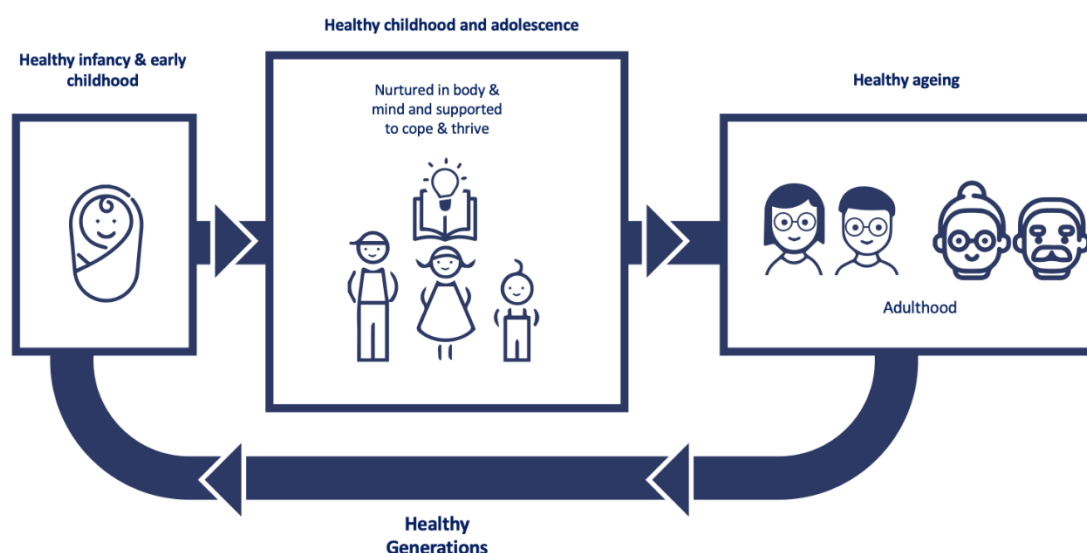 Healthy childhood and adolescence
Healthy infancy & early
childhood
Nurtured in body &
mind and supported
to cope & thrive
Healthy ageing
Adulthood
Healthy
Generations